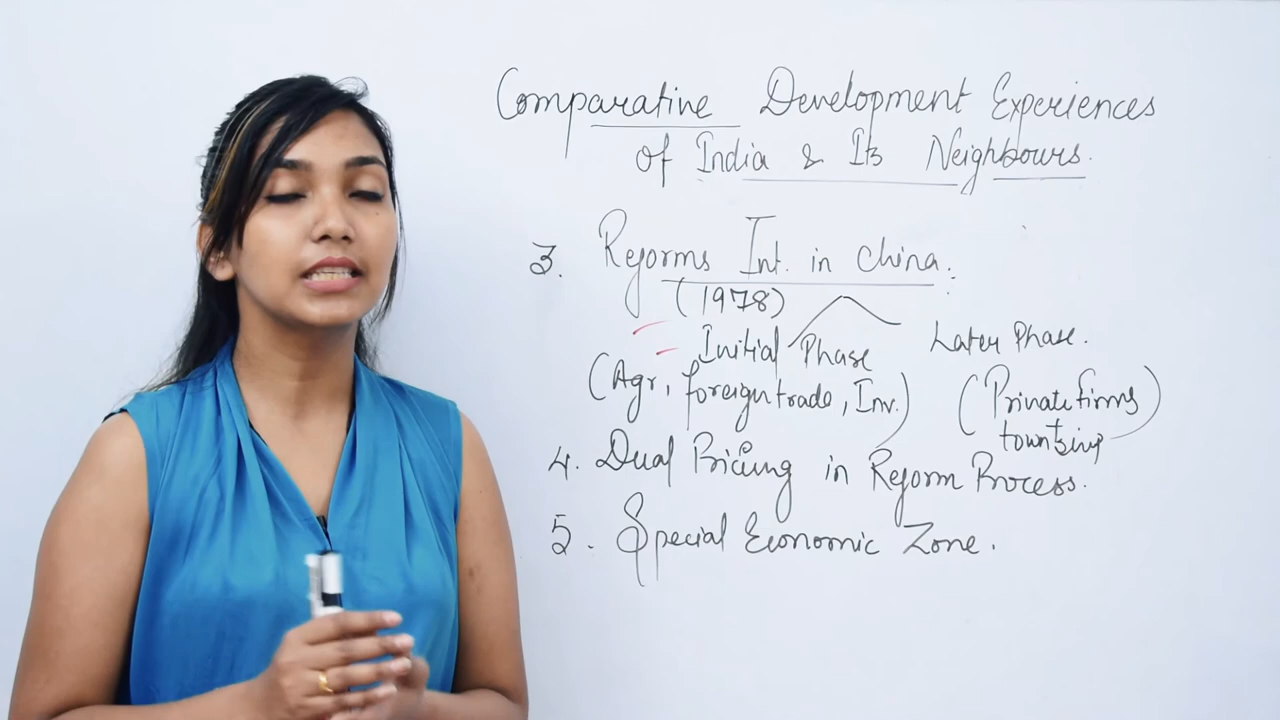 Comparative Development Experiences
of India & Its Neighbours.
3. Reforms Int. in China.
(1978)
Initial Phase Later Phase.
(Agr, foreign trade, Inv.) (Private firms
township)
4. Dual Pricing in Reform Process.
5. Special Economic Zone.